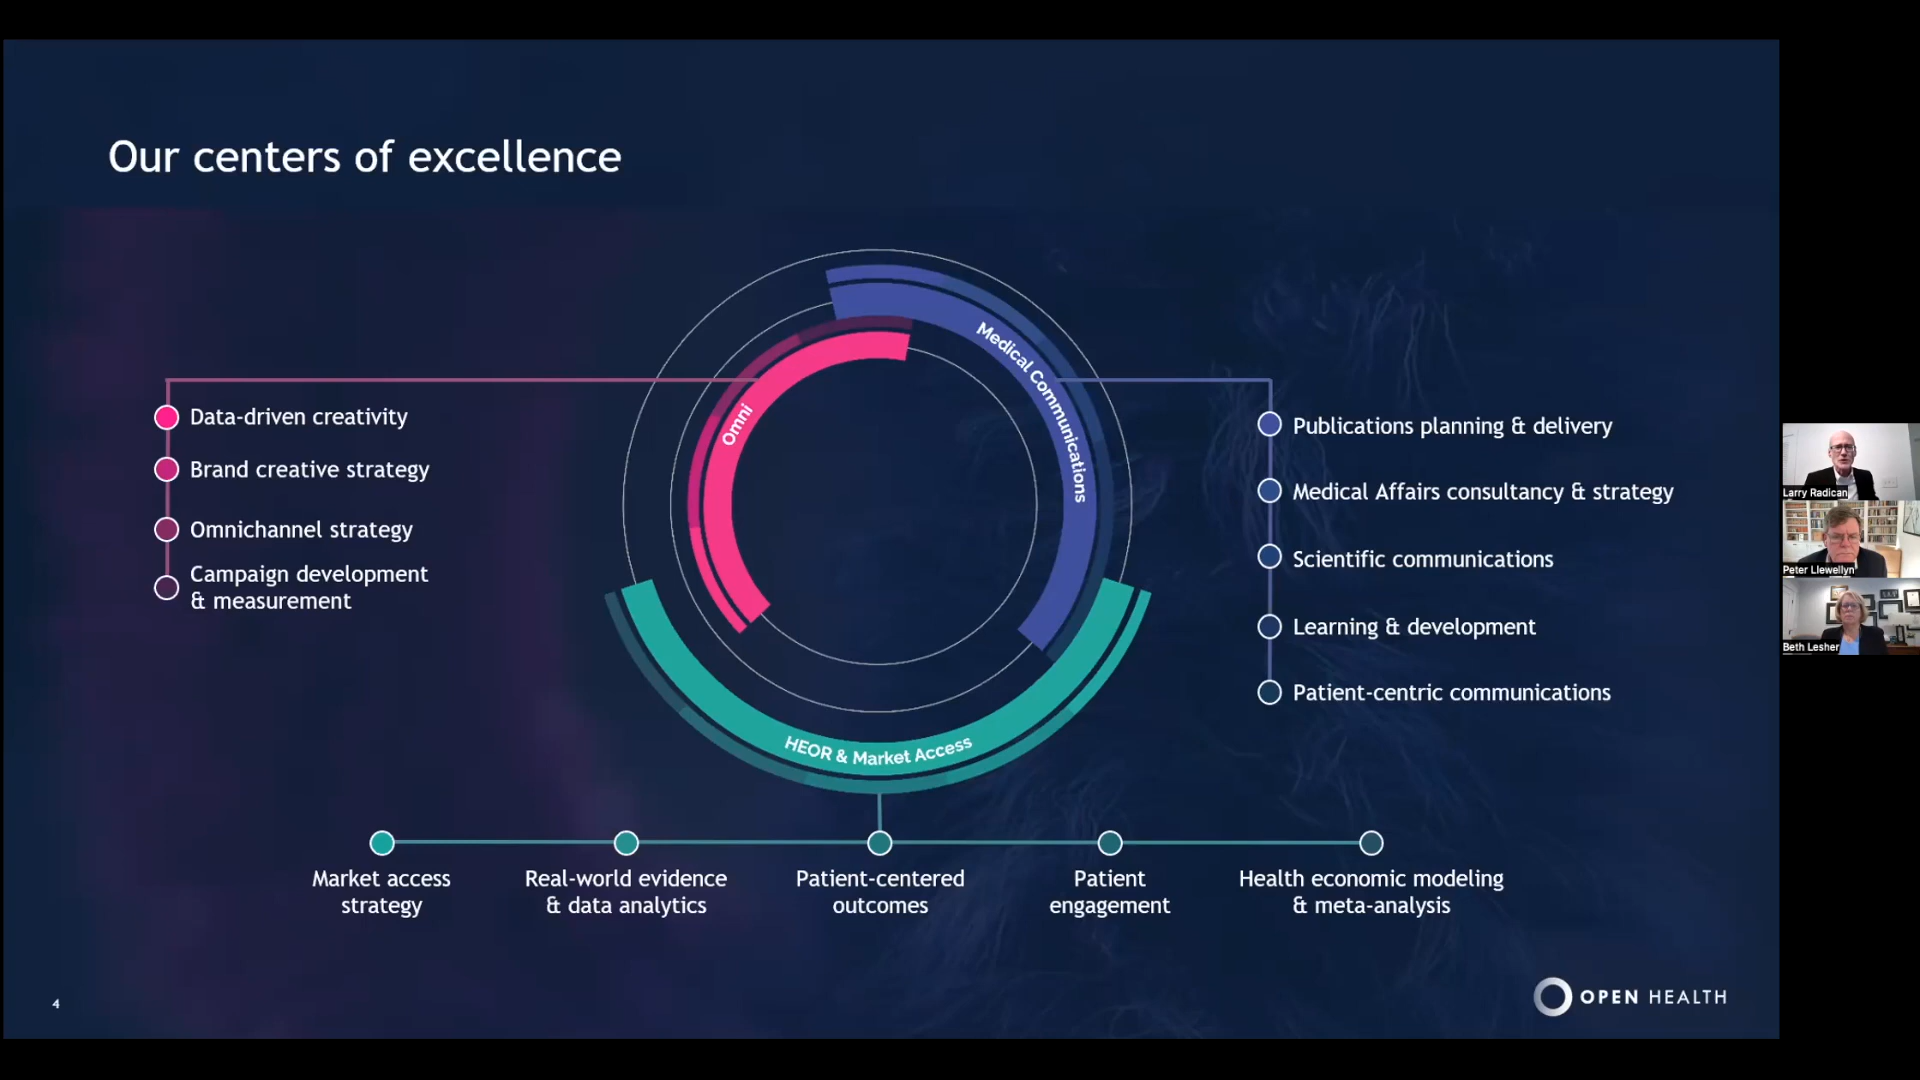 Our centers of excellence
Omni
Medical Communications
HEOR & Market Access
Data-driven creativity
Brand creative strategy
Omnichannel strategy
Campaign development
& measurement
Publications planning & delivery
Medical Affairs consultancy & strategy
Scientific communications
Learning & development
Patient-centric communications
Market access
strategy
Real-world evidence
& data analytics
Patient-centered
outcomes
Patient
engagement
Health economic modeling
& meta-analysis
4
OPEN HEALTH
Larry Radican
Peter Llewellyn
Beth Lesher